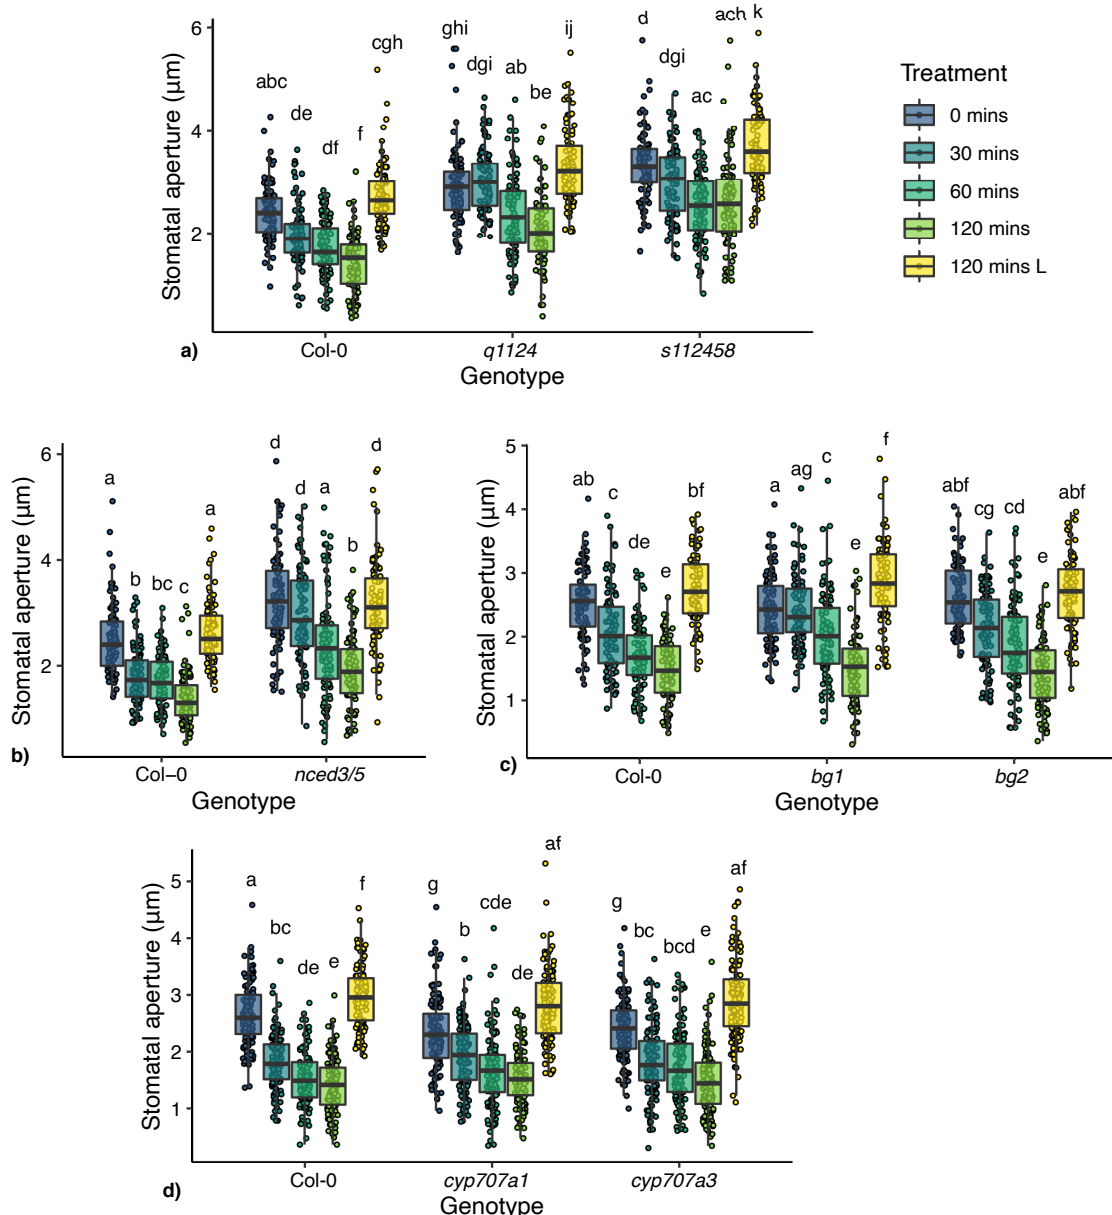 6
4
2
Stomatal aperture (μm)
abc
de
df
f
cgh
ghi
dgi
ab
be
ij
d
dgi
ac
ach
k
Col-0
q1124
s112458
Genotype
a)
Treatment
0 mins
30 mins
60 mins
120 mins
120 mins L
6
4
2
Stomatal aperture (μm)
a
b
bc
c
a
d
d
a
b
d
Col–0
nced3/5
Genotype
b)
5
4
3
2
1
Stomatal aperture (μm)
ab
c
de
e
bf
a
ag
c
e
f
abf
cg
cd
e
abf
Col-0
bg1
bg2
Genotype
c)
5
4
3
2
1
Stomatal aperture (μm)
a
bc
de
e
f
g
b
cde
de
af
g
bc
bcd
e
af
Col-0
cyp707a1
cyp707a3
Genotype
d)